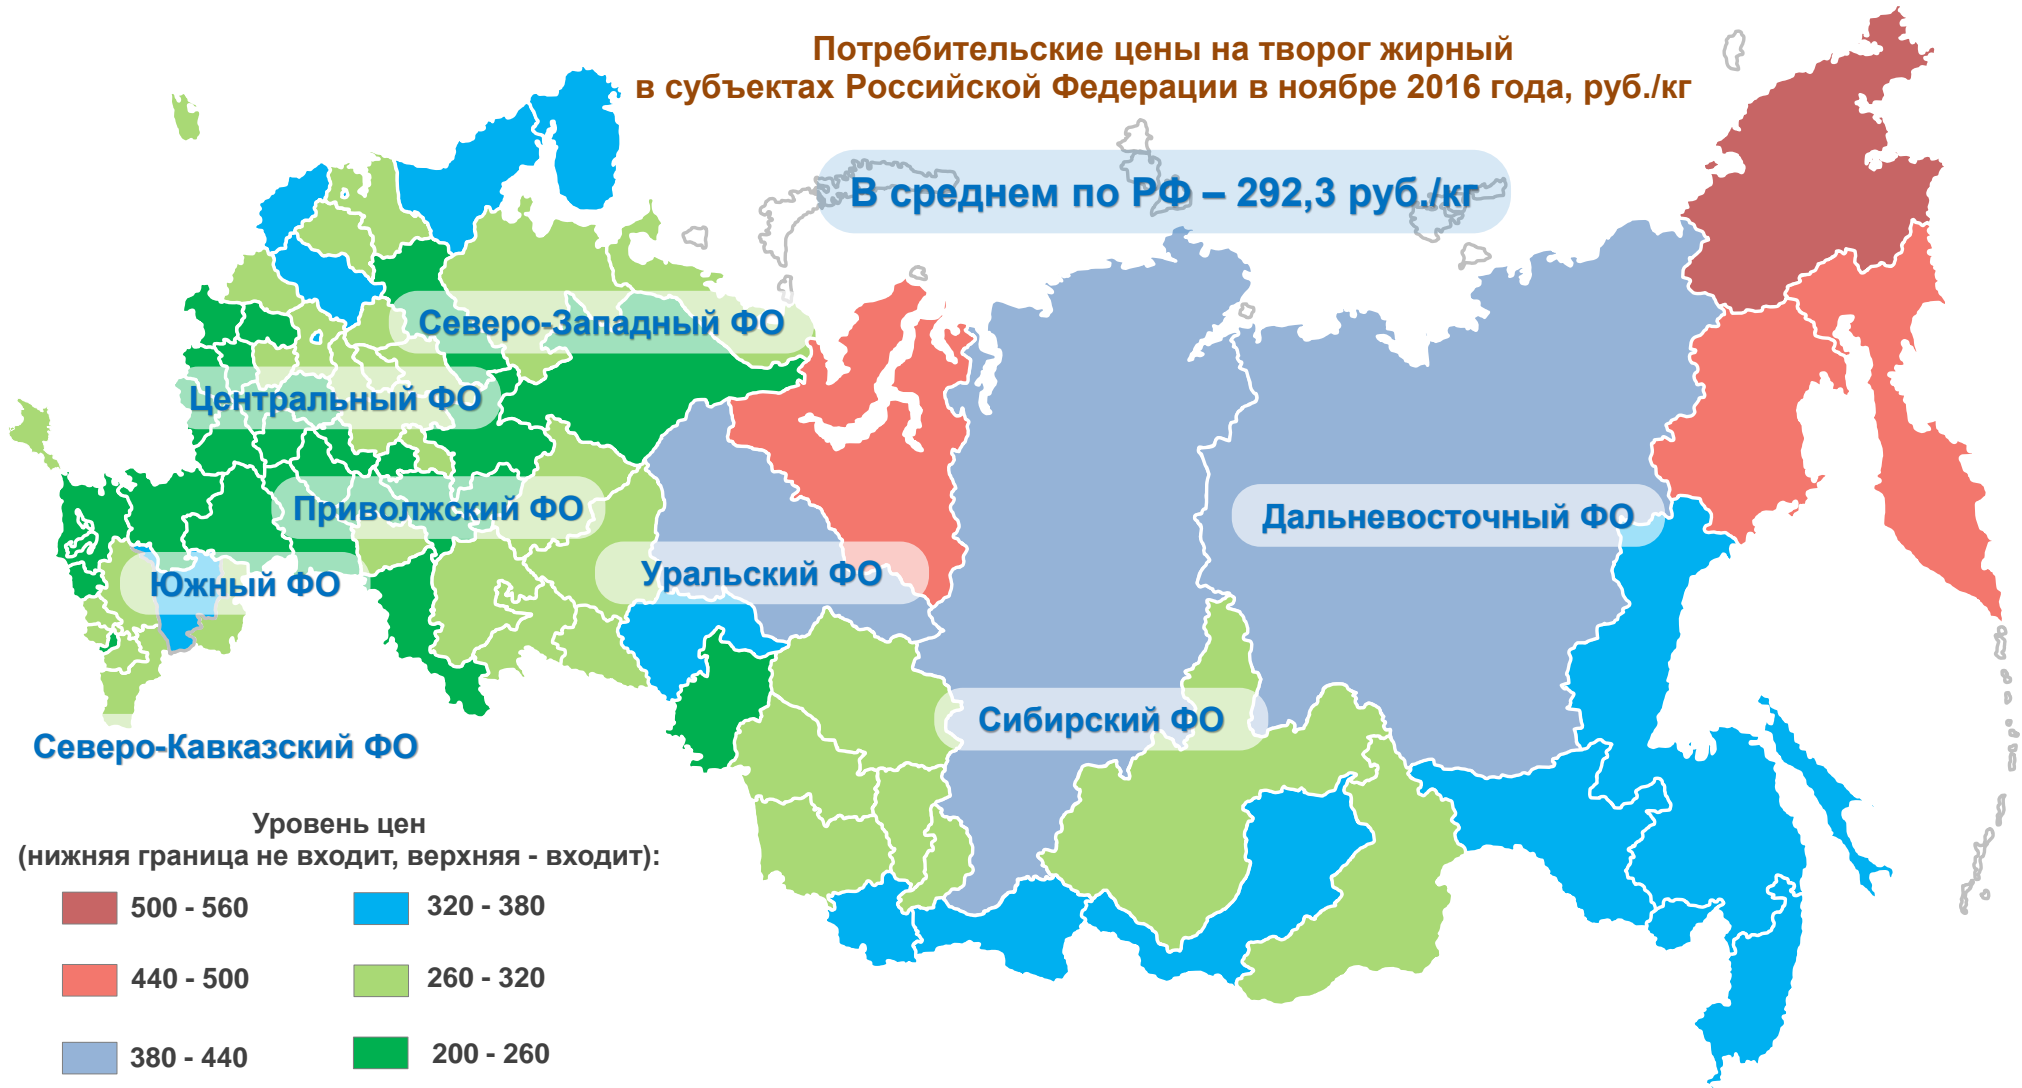 Потребительские цены на творог жирный
в субъектах Российской Федерации в ноябре 2016 года, руб./кг
В среднем по РФ – 292,3 руб./кг
Северо-Западный ФО
Центральный ФО
Приволжский ФО
Дальневосточный ФО
Южный ФО
Уральский ФО
Сибирский ФО
Северо-Кавказский ФО
Уровень цен
(нижняя граница не входит, верхняя - входит):
500 - 560
320 - 380
440 - 500
260 - 320
380 - 440
200 - 260